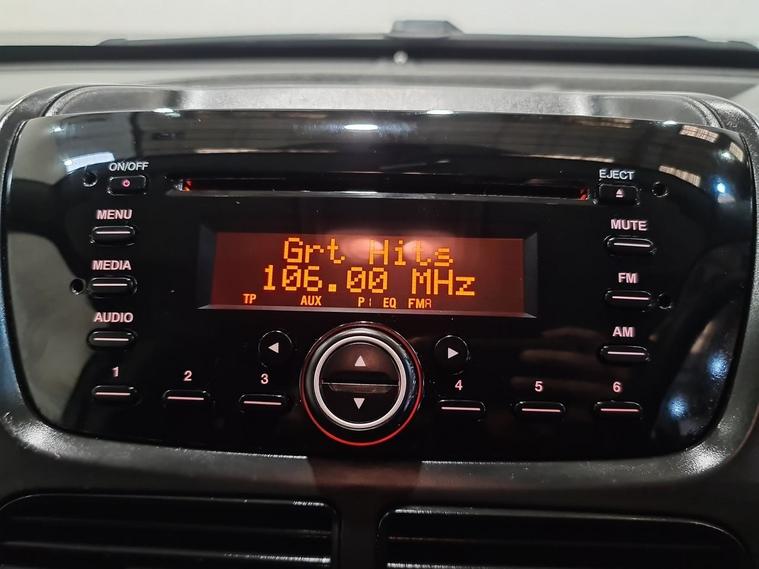 ON/OFF
EJECT
MENU
MUTE
Grt Hits
106.00 MHz
MEDIA
FM
TP AUX P EQ FMA
AUDIO
AM
1 2 3 4 5 6